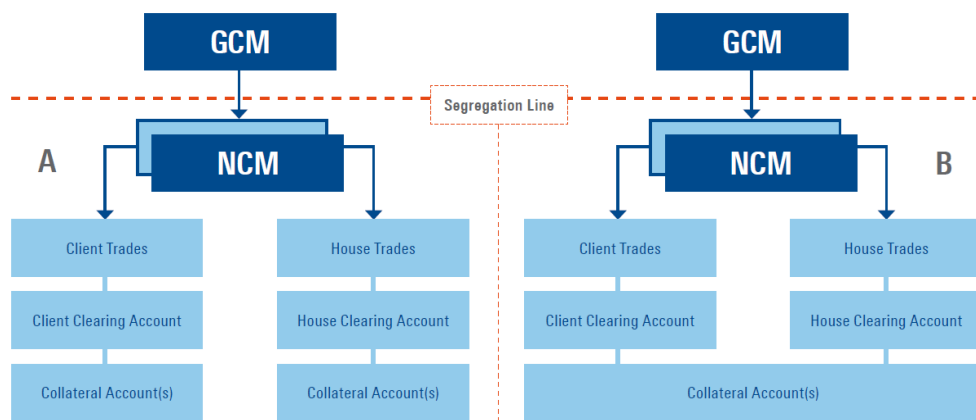 GCM
GCM
Segregation Line
A
NCM
NCM
B
Client Trades
House Trades
Client Trades
House Trades
Client Clearing Account
House Clearing Account
Client Clearing Account
House Clearing Account
Collateral Account(s)
Collateral Account(s)
Collateral Account(s)